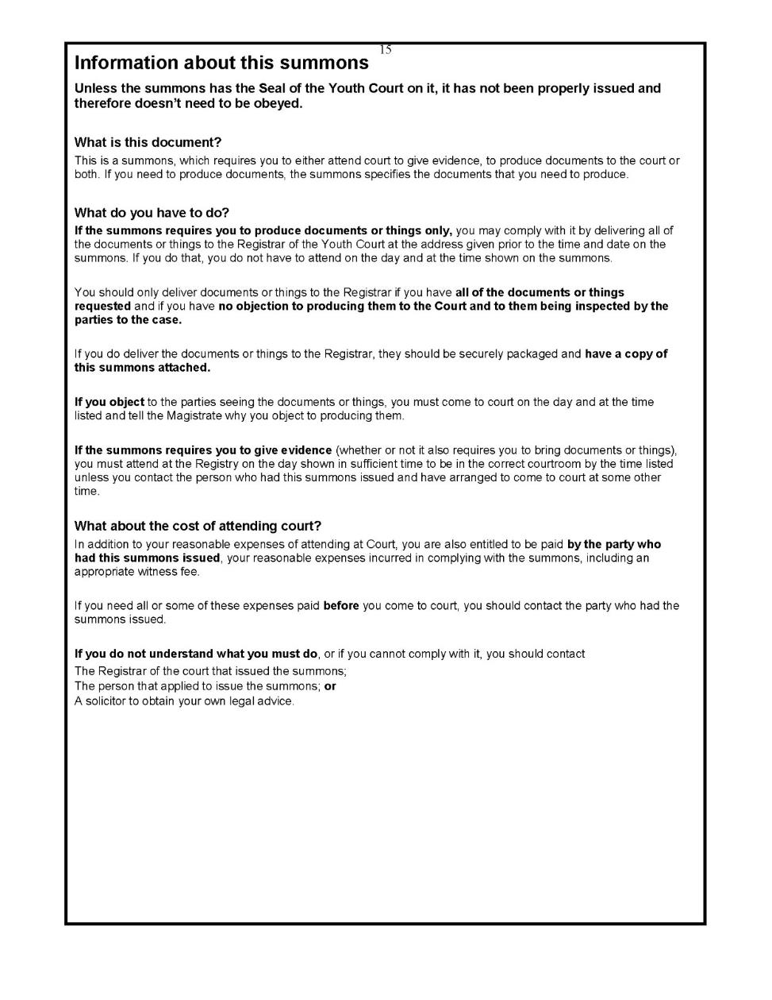 15
Information about this summons
Unless the summons has the Seal of the Youth Court on it, it has not been properly issued and
therefore doesn't need to be obeyed.
What is this document?
This is a summons, which requires you to either attend court to give evidence, to produce documents to the court or
both. If you need to produce documents, the summons specifies the documents that you need to produce.
What do you have to do?
If the summons requires you to produce documents or things only, you may comply with it by delivering all of
the documents or things to the Registrar of the Youth Court at the address given prior to the time and date on the
summons. If you do that, you do not have to attend on the day and at the time shown on the summons.
You should only deliver documents or things to the Registrar if you have all of the documents or things
requested and if you have no objection to producing them to the Court and to them being inspected by the
parties to the case.
If you do deliver the documents or things to the Registrar, they should be securely packaged and have a copy of
this summons attached.
If you object to the parties seeing the documents or things, you must come to court on the day and at the time
listed and tell the Magistrate why you object to producing them.
If the summons requires you to give evidence (whether or not it also requires you to bring documents or things),
you must attend at the Registry on the day shown in sufficient time to be in the correct courtroom by the time listed
unless you contact the person who had this summons issued and have arranged to come to court at some other
time.
What about the cost of attending court?
In addition to your reasonable expenses of attending at Court, you are also entitled to be paid by the party who
had this summons issued, your reasonable expenses incurred in complying with the summons, including an
appropriate witness fee.
If you need all or some of these expenses paid before you come to court, you should contact the party who had the
summons issued.
If you do not understand what you must do, or if you cannot comply with it, you should contact
The Registrar of the court that issued the summons;
The person that applied to issue the summons; or
A solicitor to obtain your own legal advice.